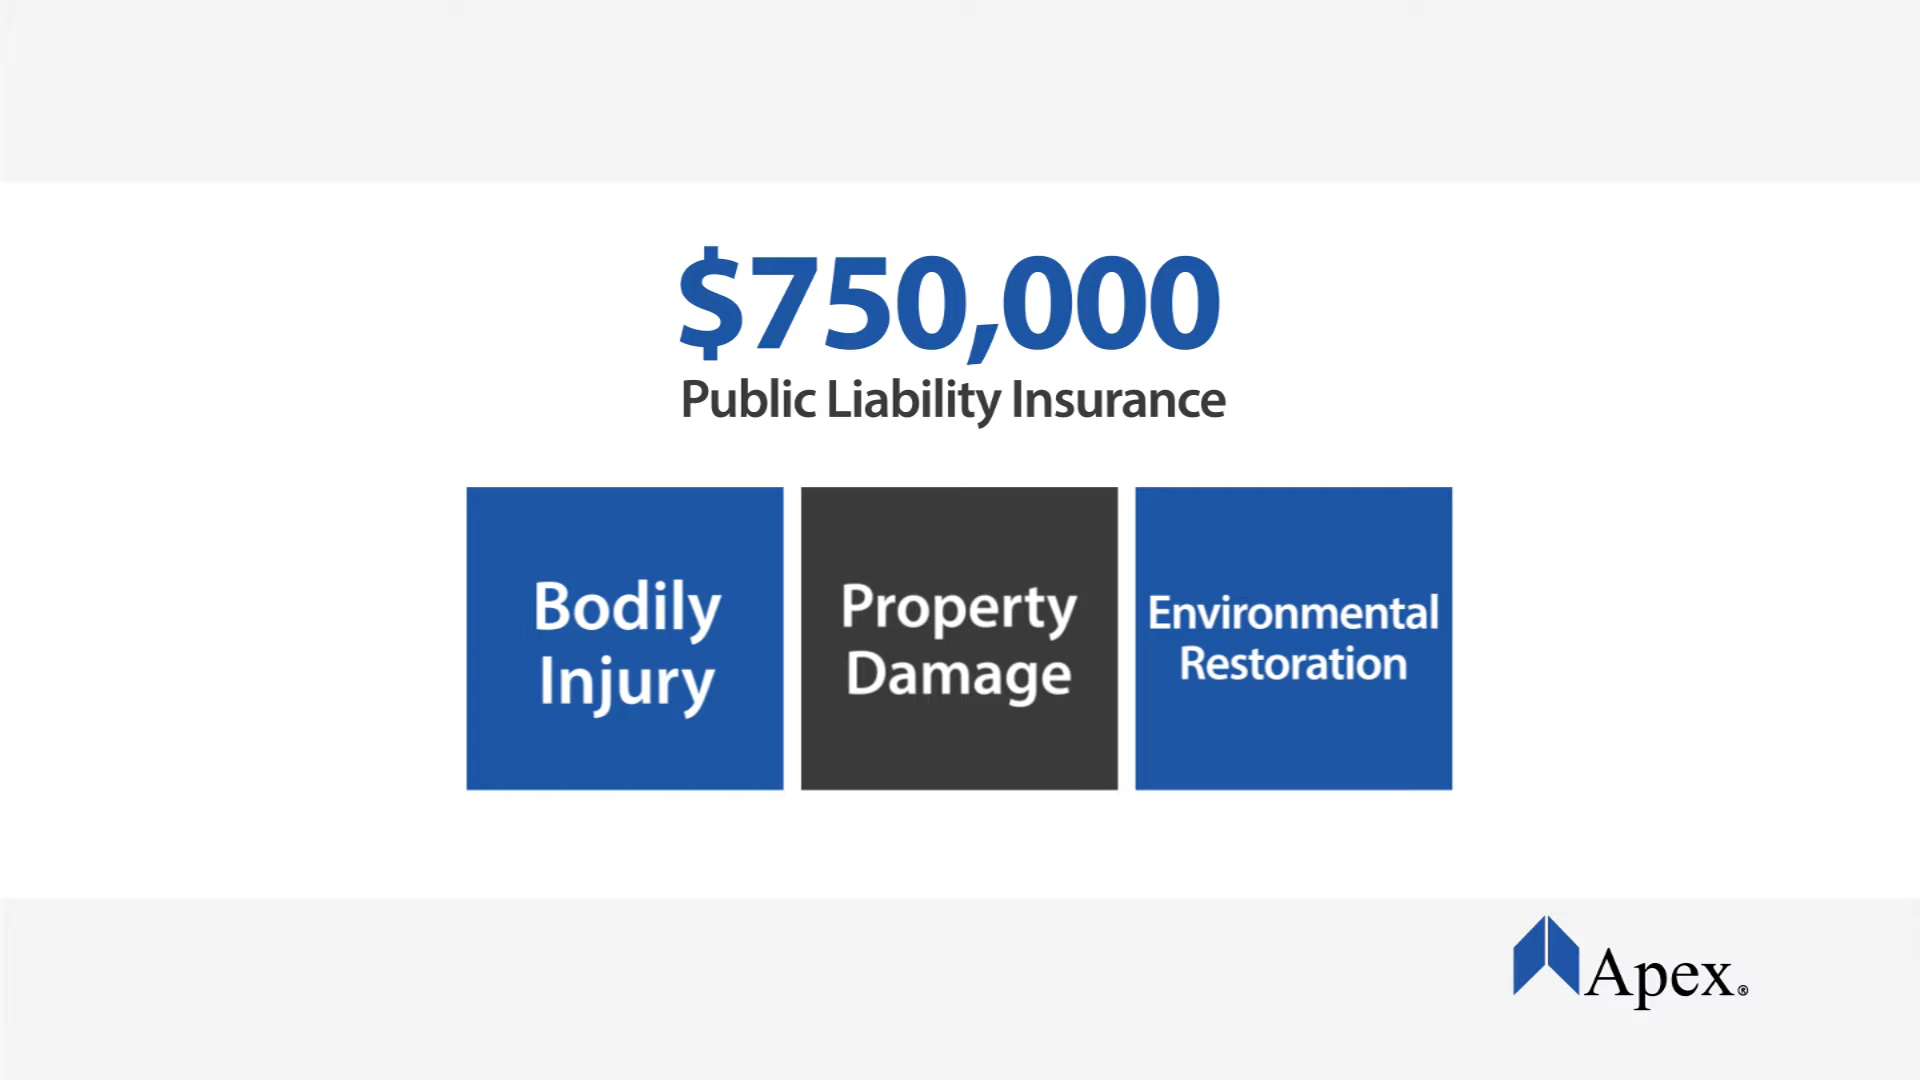 $750,000
Public Liability Insurance
Bodily
Injury
Property
Damage
Environmental
Restoration
Apex.®